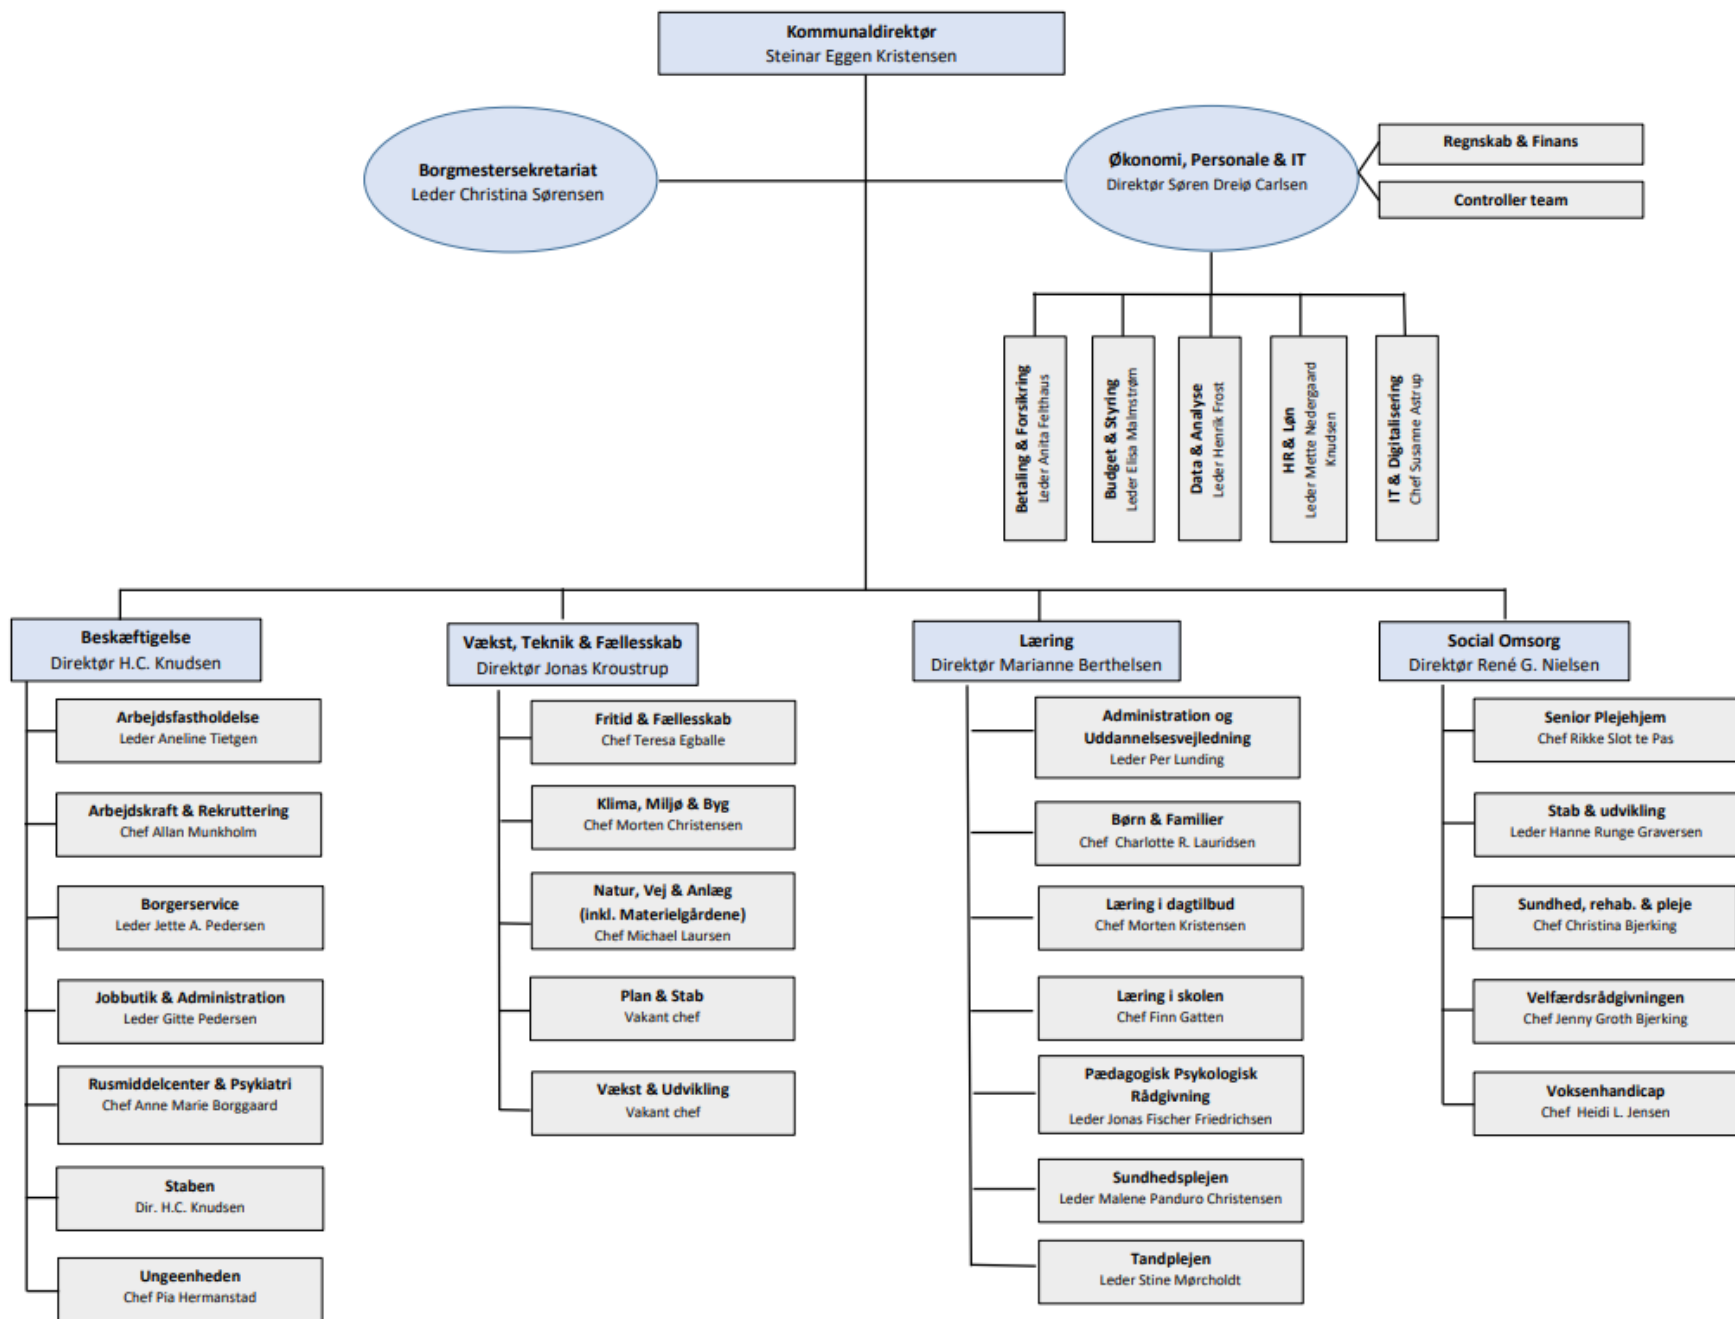 Kommunaldirektør
Steinar Eggen Kristensen
Borgmestersekretariat
Leder Christina Sørensen
Økonomi, Personale & IT
Direktør Søren Dreiø Carlsen
Regnskab & Finans
Controller team
Betaling & Forsikring
Leder Anita Felthaus
Budget & Styring
Leder Elisa Malmstrøm
Data & Analyse
Leder Henrik Frost
HR & Løn
Leder Mette Nedergaard
Knudsen
IT & Digitalisering
Chef Susanne Astrup
Beskæftigelse
Direktør H.C. Knudsen
Arbejdsfastholdelse
Leder Aneline Tietgen
Arbejdskraft & Rekruttering
Chef Allan Munkholm
Borgerservice
Leder Jette A. Pedersen
Jobbutik & Administration
Leder Gitte Pedersen
Rusmiddelcenter & Psykiatri
Chef Anne Marie Borggaard
Staben
Dir. H.C. Knudsen
Ungeenheden
Chef Pia Hermanstad
Vækst, Teknik & Fællesskab
Direktør Jonas Kroustrup
Fritid & Fællesskab
Chef Teresa Egballe
Klima, Miljø & Byg
Chef Morten Christensen
Natur, Vej & Anlæg
(inkl. Materielgårdene)
Chef Michael Laursen
Plan & Stab
Vakant chef
Vækst & Udvikling
Vakant chef
Læring
Direktør Marianne Berthelsen
Administration og
Uddannelsesvejledning
Leder Per Lunding
Børn & Familier
Chef Charlotte R. Lauridsen
Læring i dagtilbud
Chef Morten Kristensen
Læring i skolen
Chef Finn Gatten
Pædagogisk Psykologisk
Rådgivning
Leder Jonas Fischer Friedrichsen
Sundhedsplejen
Leder Malene Panduro Christensen
Tandplejen
Leder Stine Mørcholdt
Social Omsorg
Direktør René G. Nielsen
Senior Plejehjem
Chef Rikke Slot te Pas
Stab & udvikling
Leder Hanne Runge Graversen
Sundhed, rehab. & pleje
Chef Christina Bjerking
Velfærdsrådgivningen
Chef Jenny Groth Bjerking
Voksenhandicap
Chef Heidi L. Jensen